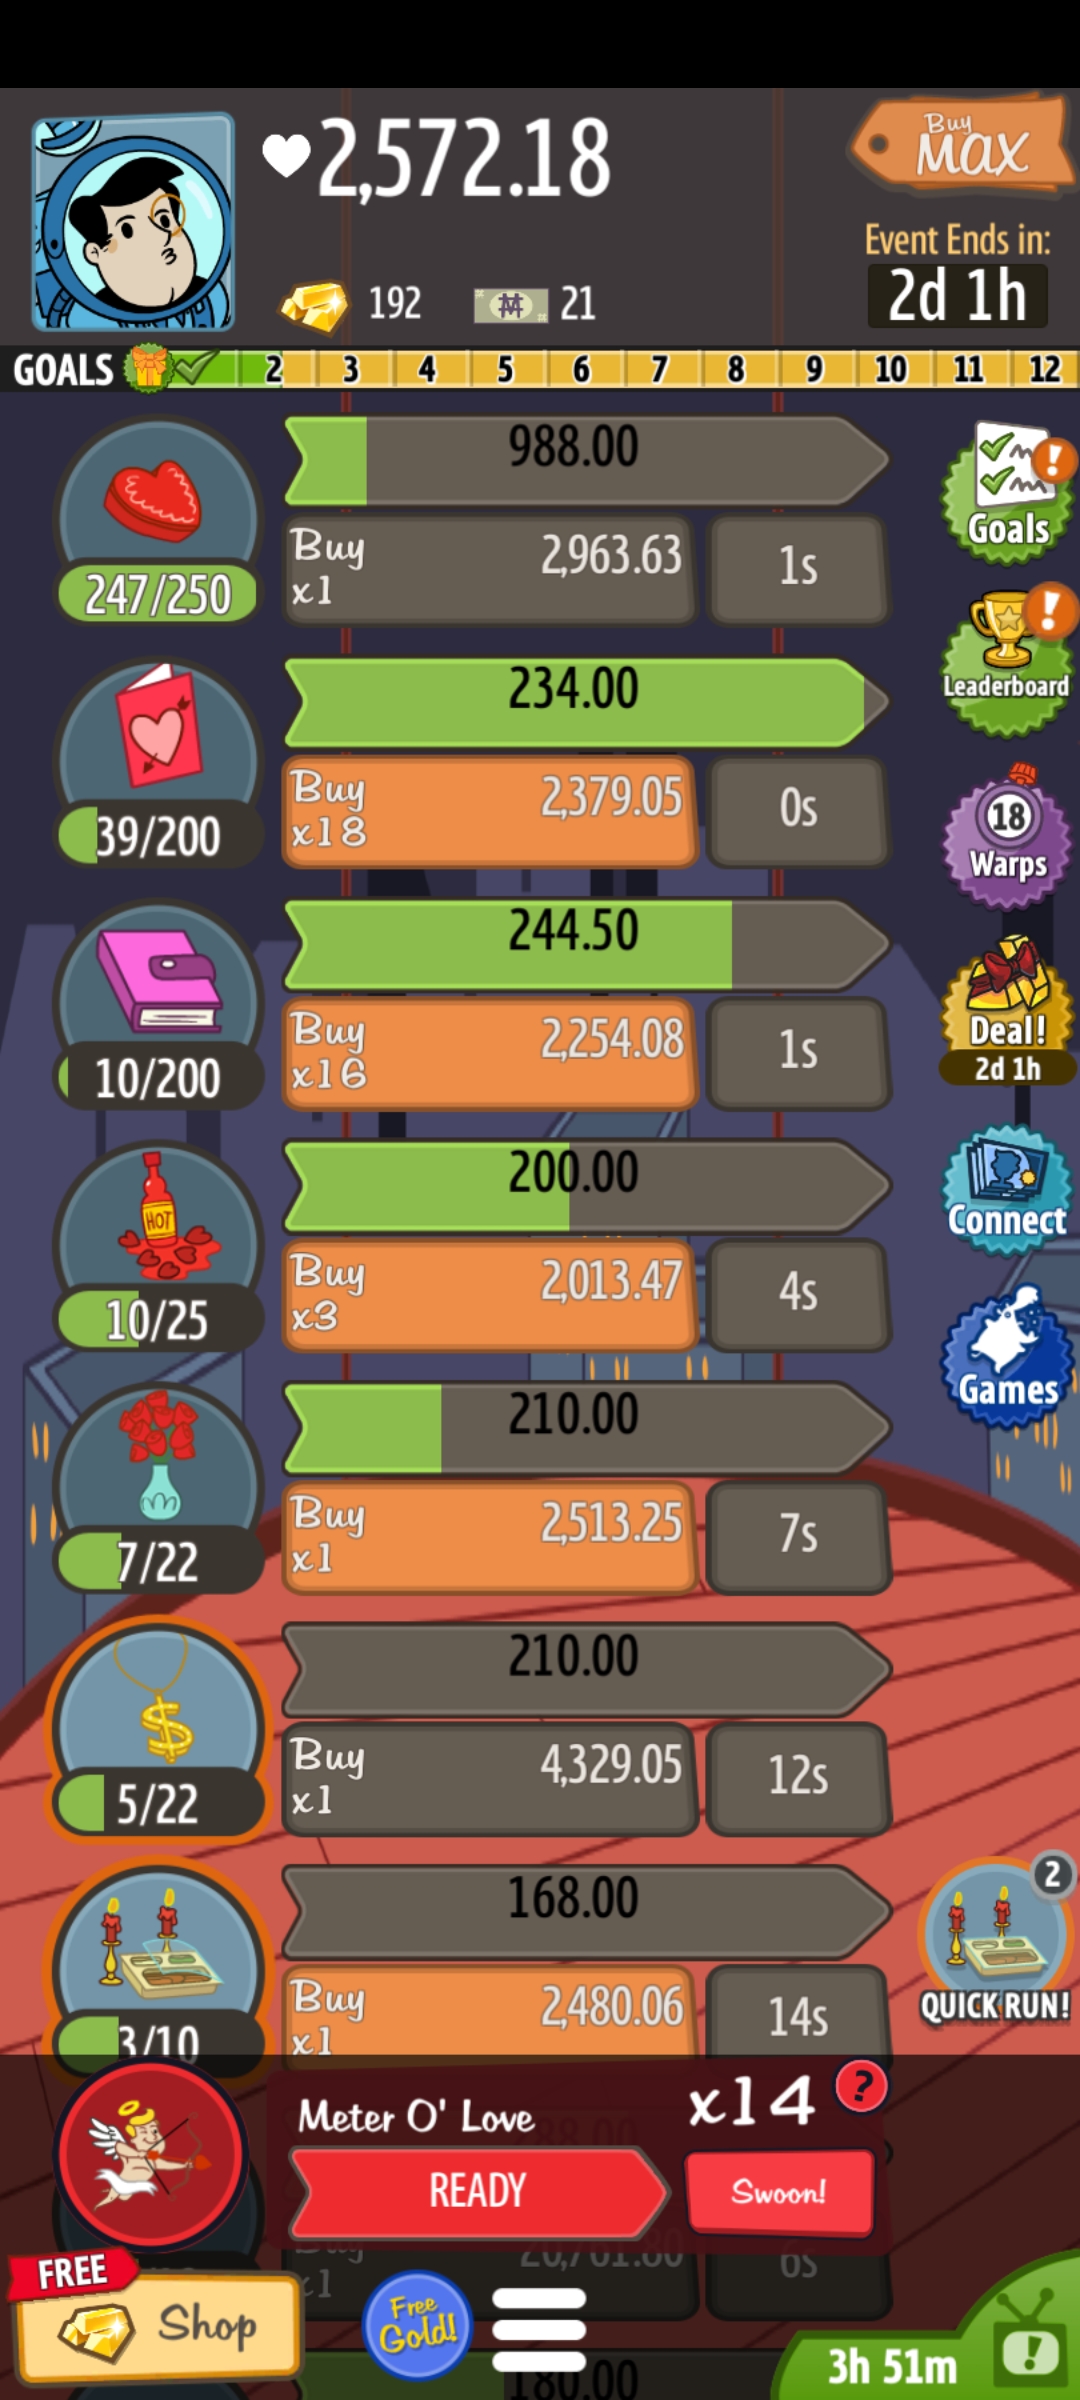 2,572.18
Buy
MAX
Event Ends in:
2d 1h
192
21
GOALS 2 3 4 5 6 7 8 9 10 11 12
988.00
Buy
x1
2,963.63
1s
247/250
Goals
234.00
Buy
x18
2,379.05
0s
39/200
Leaderboard
18
Warps
244.50
Buy
x16
2,254.08
1s
10/200
Deal!
2d 1h
200.00
Buy
x3
2,013.47
4s
HOT
10/25
Connect
210.00
Buy
x1
2,513.25
7s
7/22
Games
210.00
Buy
x1
4,329.05
12s
5/22
168.00
Buy
x1
2,480.06
14s
3/10
2
QUICK RUN!
Meter O' Love
x14
?
READY
Swoon!
Buy
x1
6s
FREE
Shop
Free
Gold!
180.00
3h 51m